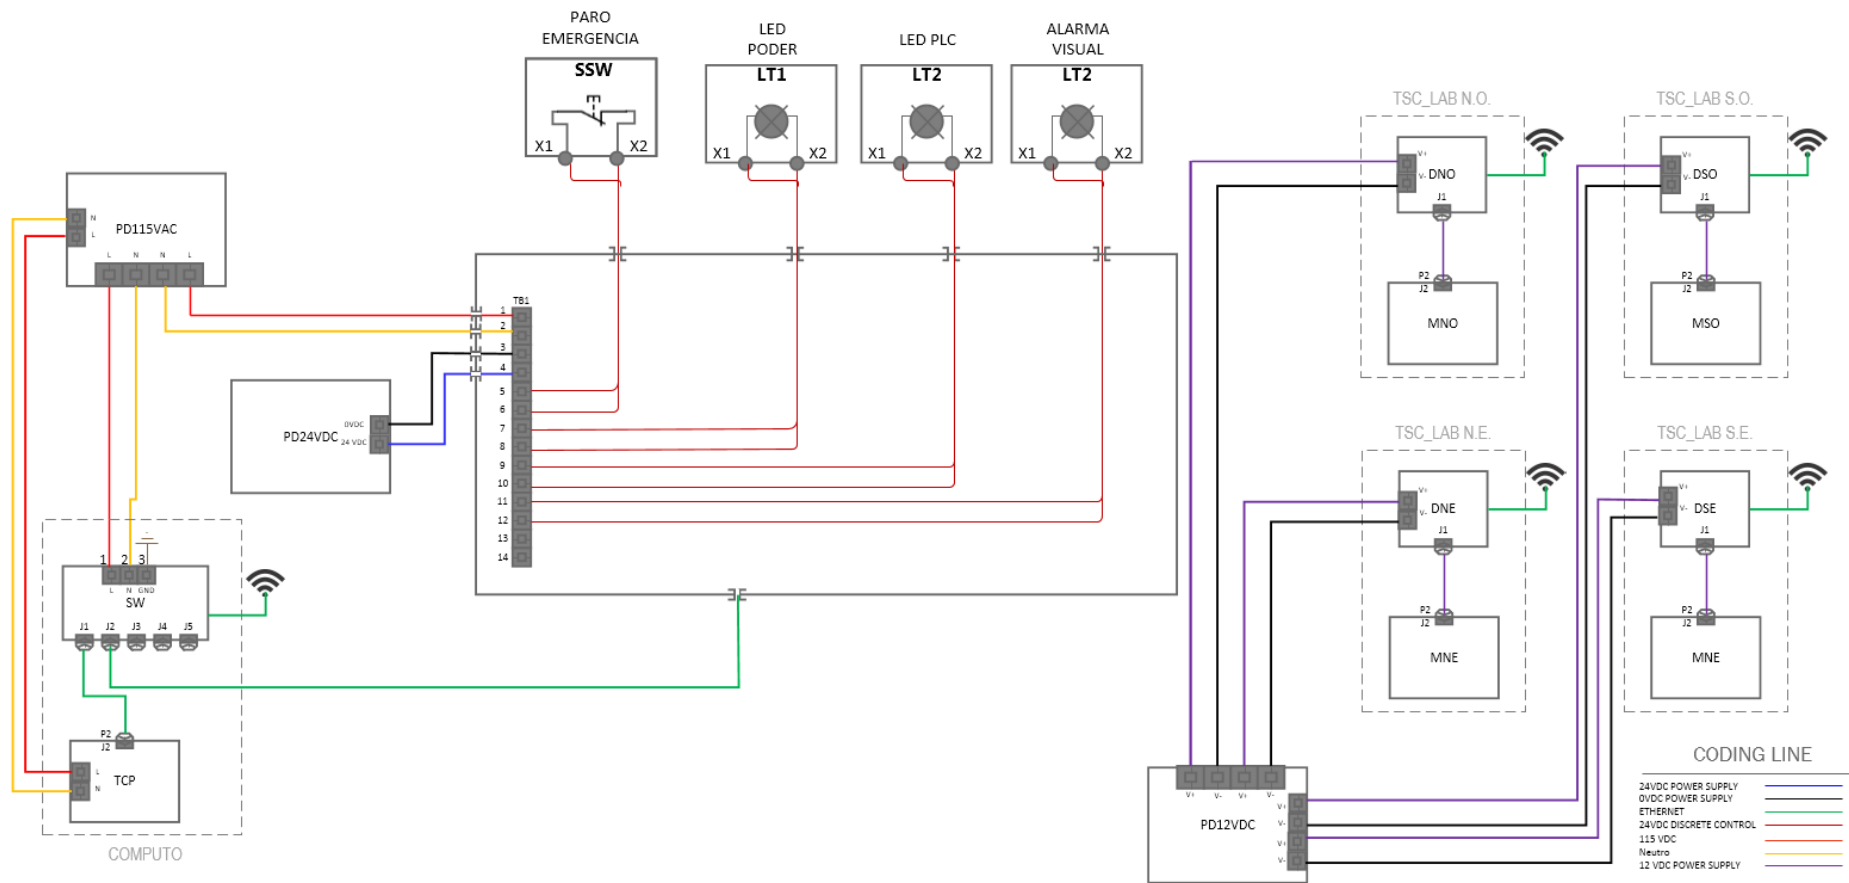 PARO
EMERGENCIA
SSW
X1
X2
LED
PODER
LT1
X1
X2
LED PLC
LT2
X1
X2
ALARMA
VISUAL
LT2
X1
X2
TSC_LAB N.O.
V+
V-
DNO
J1
P2
J2
MNO
TSC_LAB S.O.
V+
V-
DSO
J1
P2
J2
MSO
N
L
PD115VAC
L
N
N
L
TB1
1
2
3
4
5
6
7
8
9
10
11
12
13
14
PD24VDC
0VDC
24 VDC
TSC_LAB N.E.
V+
V-
DNE
J1
P2
J2
MNE
TSC_LAB S.E.
V+
V-
DSE
J1
P2
J2
MNE
1
2
3
L
N
GND
SW
J1
J2
J3
J4
J5
P2
J2
L
N
TCP
COMPUTO
V+
V-
V+
V-
V+
V-
V+
V-
PD12VDC
CODING LINE
24VDC POWER SUPPLY
0VDC POWER SUPPLY
ETHERNET
24VDC DISCRETE CONTROL
115 VDC
Neutro
12 VDC POWER SUPPLY